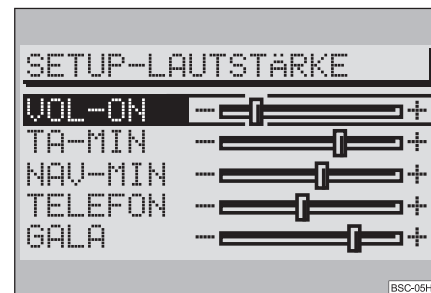 SETUP-LAUTSTÄRKE
VOL-ON - +
TA-MIN - +
NAV-MIN - +
TELEFON - +
GALA - +
BSC-05H